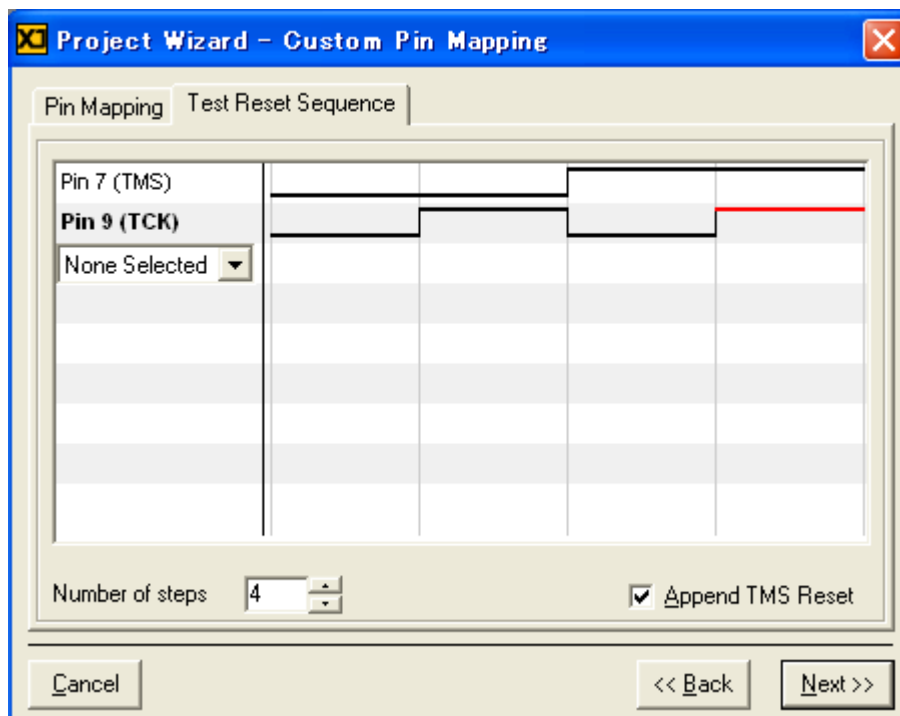 XJ Project Wizard - Custom Pin Mapping
Pin Mapping Test Reset Sequence
Pin 7 (TMS)
Pin 9 (TCK)
None Selected
Number of steps 4 Append TMS Reset
Cancel << Back Next >>